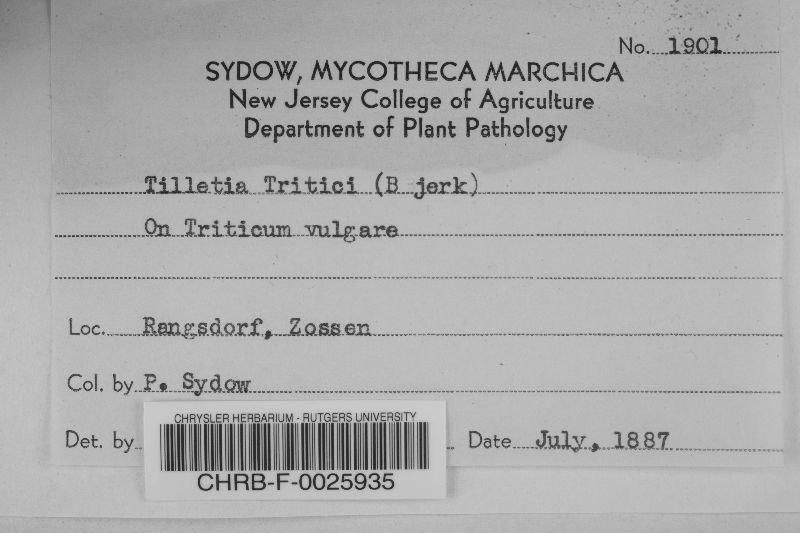 No. 1901
SYDOW, MYCOTHECA MARCHICA
New Jersey College of Agriculture
Department of Plant Pathology
Tilletia Tritici (B jerk)
On Triticum vulgare
Loc. Rangsdorf, Zossen
Col. by P. Sydow
Det. by Date July, 1887
CHRYSLER HERBARIUM - RUTGERS UNIVERSITY
CHRB-F-0025935